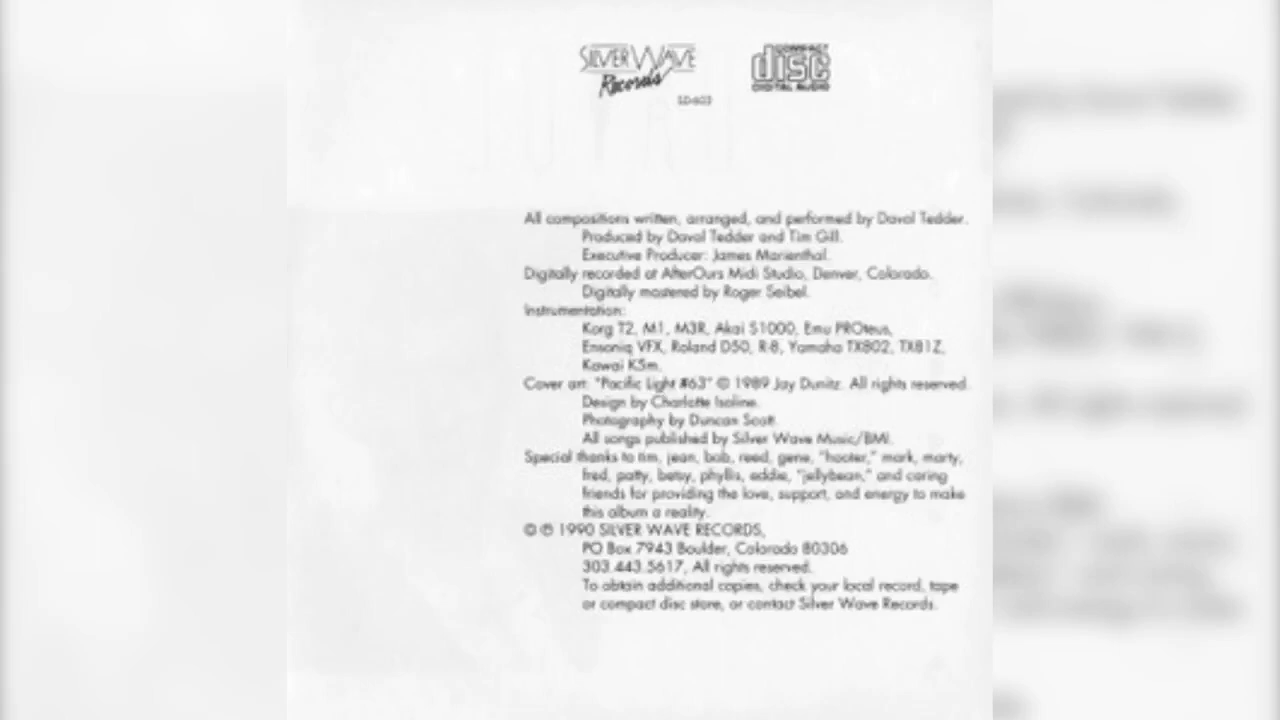 SILVER WAVE
Records
COMPACT
disc
DIGITAL AUDIO
SD-603
All compositions written, arranged, and performed by Davol Tedder.
Produced by Davol Tedder and Tim Gill.
Executive Producer: James Marienthal.
Digitally recorded at AfterOurs Midi Studio, Denver, Colorado.
Digitally mastered by Roger Seibel.
Instrumentation:
Korg T2, M1, M3R, Akai S1000, Emu PROteus,
Ensoniq VFX, Roland D50, R-8, Yamaha TX802, TX81Z,
Kawai K5m.
Cover art: "Pacific Light #63" © 1989 Jay Dunitz. All rights reserved.
Design by Charlotte Isoline.
Photography by Duncan Scott.
All songs published by Silver Wave Music/BMI.
Special thanks to tim, jean, bob, reed, gene, "hooter," mark, marty,
fred, patty, betsy, phyllis, eddie, "jellybean," and caring
friends for providing the love, support, and energy to make
this album a reality.
© ℗ 1990 SILVER WAVE RECORDS,
PO Box 7943 Boulder, Colorado 80306
303.443.5617, All rights reserved.
To obtain additional copies, check your local record, tape
or compact disc store, or contact Silver Wave Records.